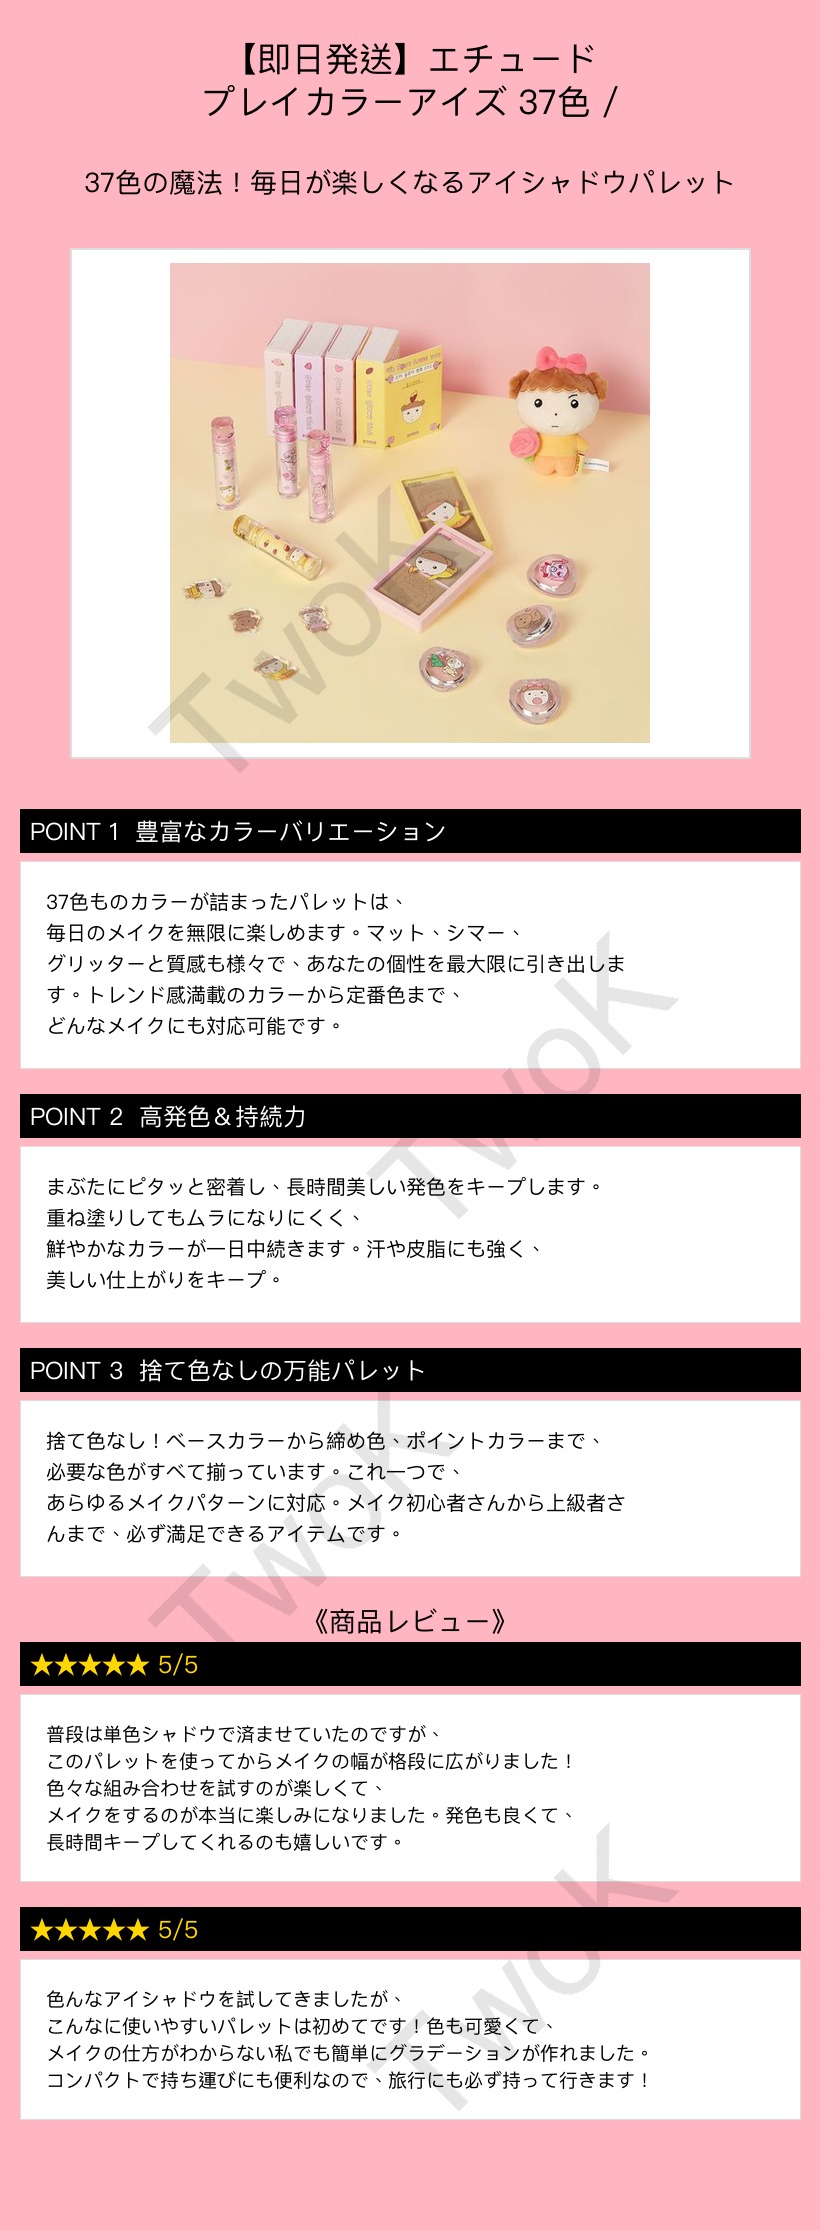 【即日発送】エチュード
プレイカラーアイズ 37色 /
37色の魔法！毎日が楽しくなるアイシャドウパレット
TwoK
POINT 1 豊富なカラーバリエーション
37色ものカラーが詰まったパレットは、
毎日のメイクを無限に楽しめます。マット、シマー、
グリッターと質感も様々で、あなたの個性を最大限に引き出しま
す。トレンド感満載のカラーから定番色まで、
どんなメイクにも対応可能です。
TwoK
POINT 2 高発色＆持続力
まぶたにピタッと密着し、長時間美しい発色をキープします。
重ね塗りしてもムラになりにくく、
鮮やかなカラーが一日中続きます。汗や皮脂にも強く、
美しい仕上がりをキープ。
POINT 3 捨て色なしの万能パレット
捨て色なし！ベースカラーから締め色、ポイントカラーまで、
必要な色がすべて揃っています。これ一つで、
あらゆるメイクパターンに対応。メイク初心者さんから上級者さ
んまで、必ず満足できるアイテムです。
TwoK
《商品レビュー》
★★★★★ 5/5
普段は単色シャドウで済ませていたのですが、
このパレットを使ってからメイクの幅が格段に広がりました！
色々な組み合わせを試すのが楽しくて、
メイクをするのが本当に楽しみになりました。発色も良くて、
長時間キープしてくれるのも嬉しいです。
★★★★★ 5/5
色んなアイシャドウを試してきましたが、
こんなに使いやすいパレットは初めてです！色も可愛くて、
メイクの仕方がわからない私でも簡単にグラデーションが作れました。
コンパクトで持ち運びにも便利なので、旅行にも必ず持って行きます！
TwoK